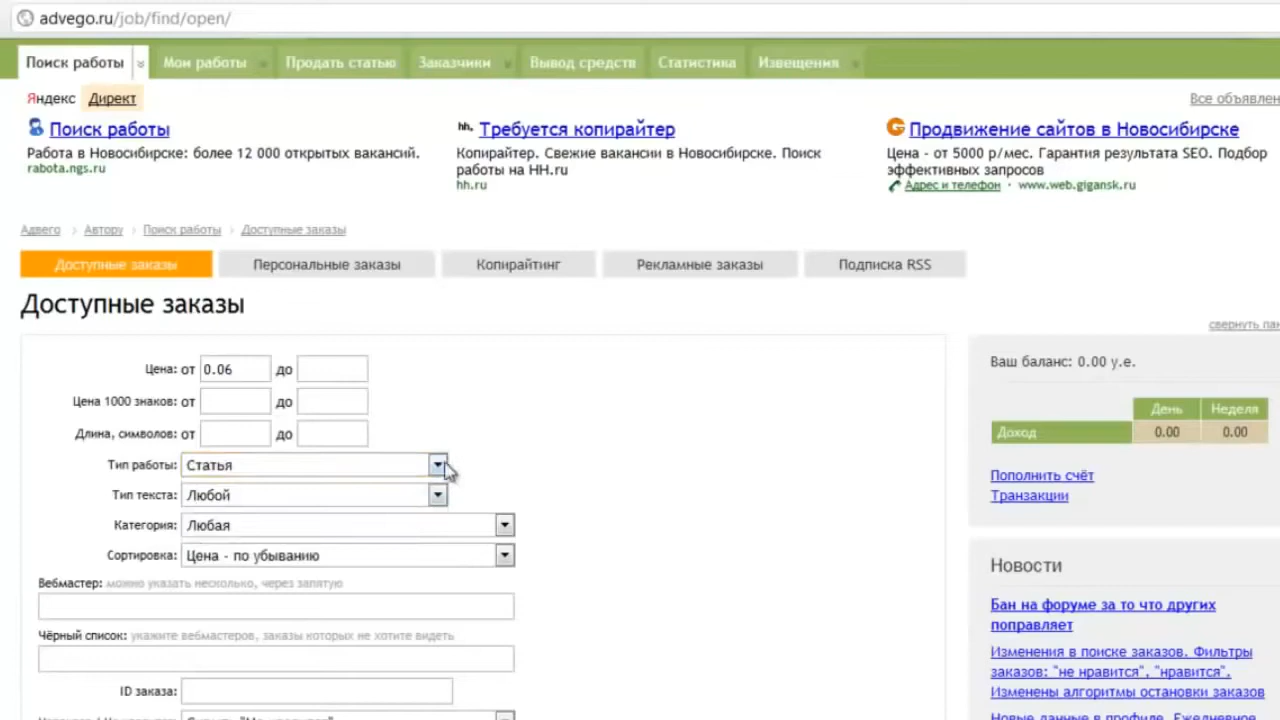 advego.ru/job/find/open/
Поиск работы Мои работы Продать статью Заказчики Вывод средств Статистика Извещения
Яндекс Директ Все объявлен
Поиск работы
Работа в Новосибирске: более 12 000 открытых вакансий.
rabota.ngs.ru
hh. Требуется копирайтер
Копирайтер. Свежие вакансии в Новосибирске. Поиск
работы на HH.ru
hh.ru
Продвижение сайтов в Новосибирске
Цена - от 5000 р/мес. Гарантия результата SEO. Подбор
эффективных запросов
Адрес и телефон · www.web.gigansk.ru
Адвего Автору Поиск работы Доступные заказы
Доступные заказы Персональные заказы Копирайтинг Рекламные заказы Подписка RSS
Доступные заказы
свернуть пан
Цена: от 0.06 до
Цена 1000 знаков: от до
Длина, символов: от до
Тип работы: Статья
Тип текста: Любой
Категория: Любая
Сортировка: Цена - по убыванию
Вебмастер: можно указать несколько, через запятую
Чёрный список: укажите вебмастеров, заказы которых не хотите видеть
ID заказа:
Ваш баланс: 0.00 у.е.
День Неделя
Доход 0.00 0.00
Пополнить счёт
Транзакции
Новости
Бан на форуме за то что других
поправляет
Изменения в поиске заказов. Фильтры
заказов: "не нравится", "нравится".
Изменены алгоритмы остановки заказов
Новые данные в профиле. Ежедневное